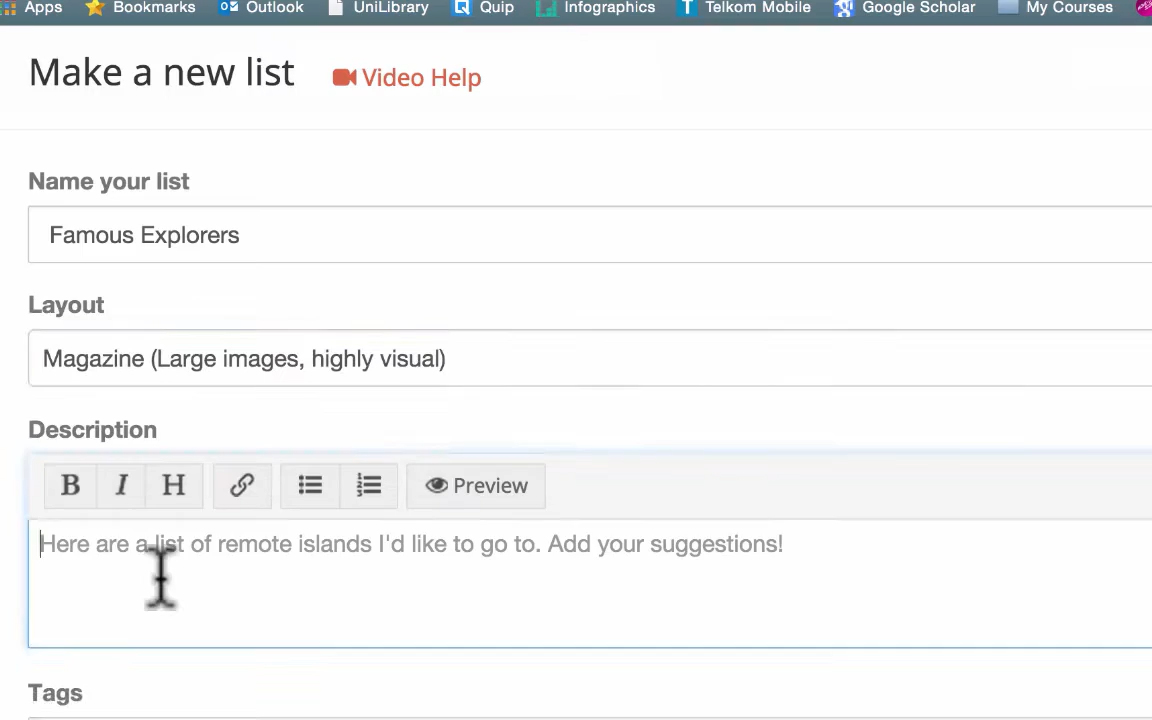 Apps Bookmarks Outlook UniLibrary Quip Infographics Telkom Mobile Google Scholar My Courses
Make a new list Video Help
Name your list
Famous Explorers
Layout
Magazine (Large images, highly visual)
Description
B I H Preview
Here are a list of remote islands I'd like to go to. Add your suggestions!
Tags